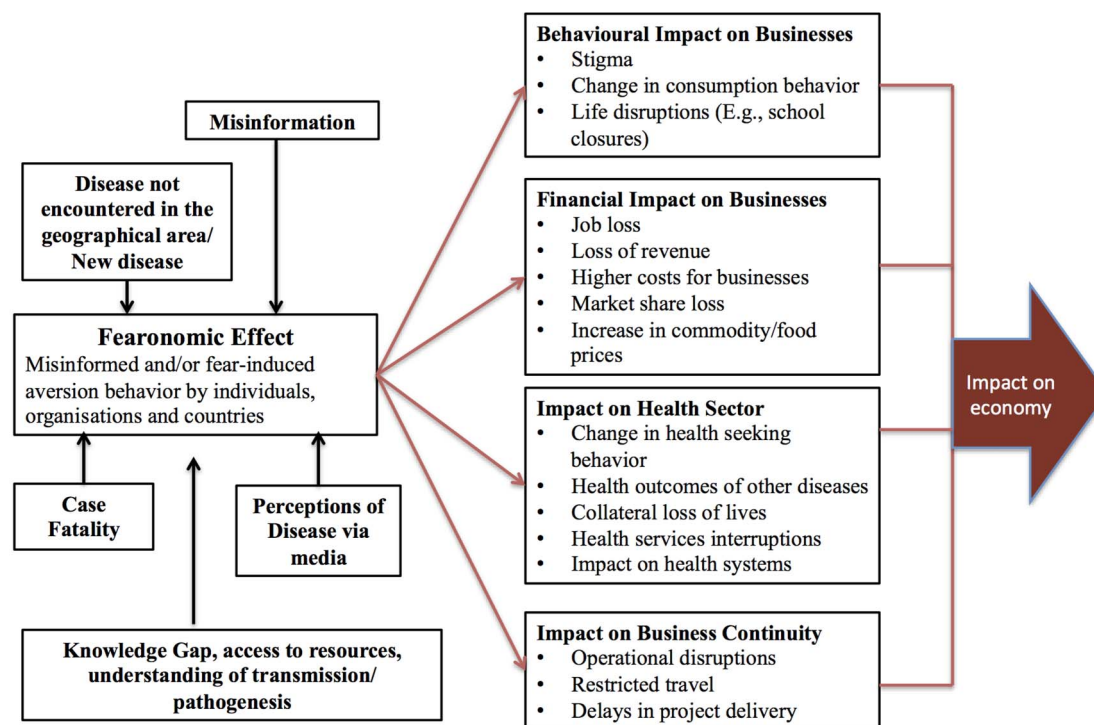 Misinformation
Disease not
encountered in the
geographical area/
New disease
Fearonomic Effect
Misinformed and/or fear-induced
aversion behavior by individuals,
organisations and countries
Case
Fatality
Perceptions of
Disease via
media
Knowledge Gap, access to resources,
understanding of transmission/
pathogenesis
Behavioural Impact on Businesses
• Stigma
• Change in consumption behavior
• Life disruptions (E.g., school
closures)
Financial Impact on Businesses
• Job loss
• Loss of revenue
• Higher costs for businesses
• Market share loss
• Increase in commodity/food
prices
Impact on Health Sector
• Change in health seeking
behavior
• Health outcomes of other diseases
• Collateral loss of lives
• Health services interruptions
• Impact on health systems
Impact on Business Continuity
• Operational disruptions
• Restricted travel
• Delays in project delivery
Impact on
economy